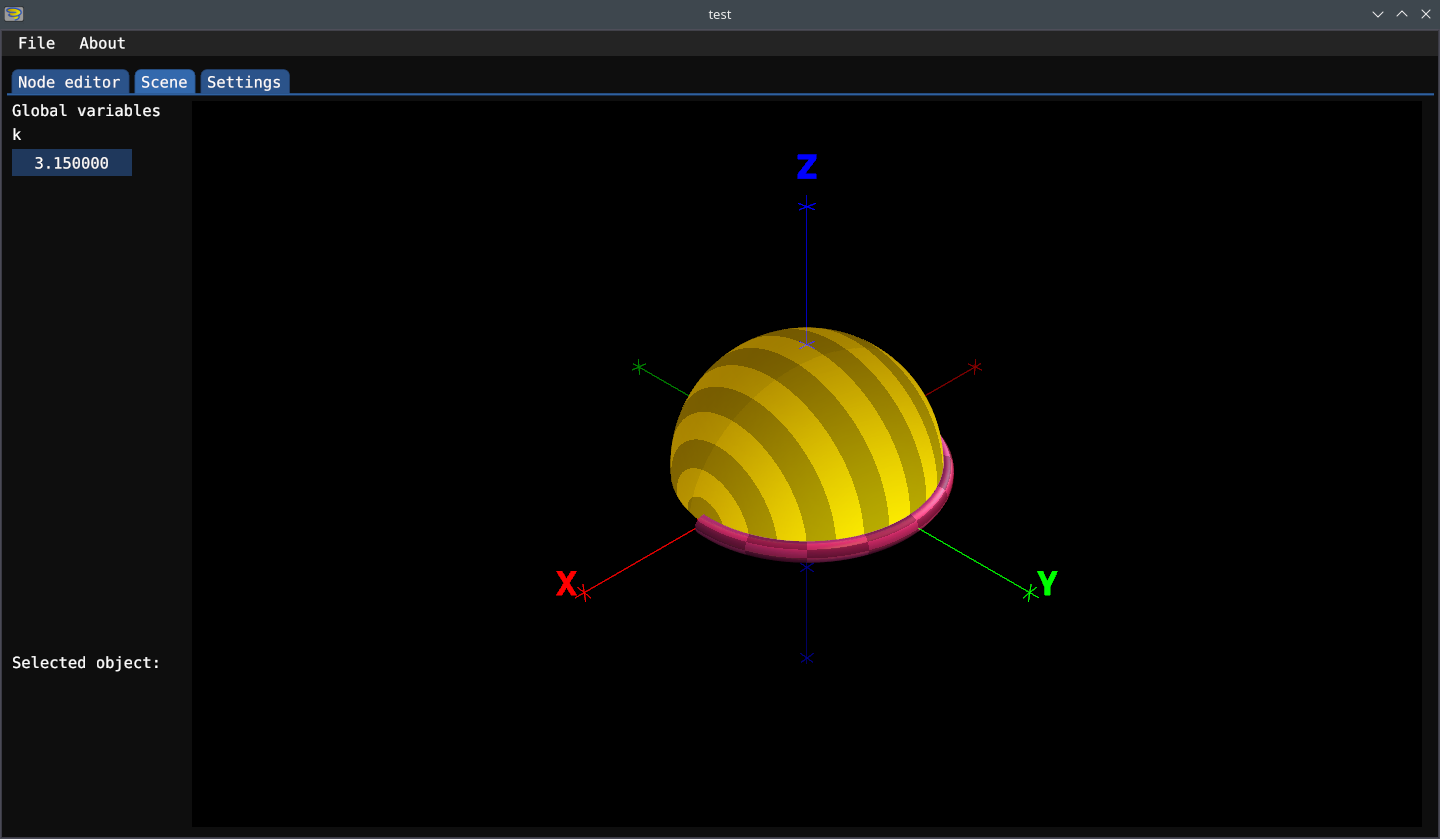 test
File About
Node editor Scene Settings
Global variables
k
3.150000
Z
X
Y
Selected object: